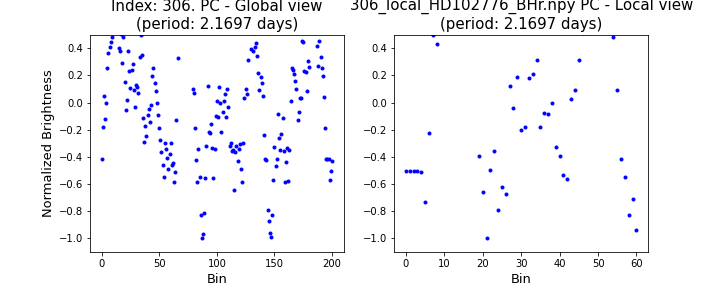 Index: 306. PC - Global view
(period: 2.1697 days)
306_local_HD102776_BHr.npy PC - Local view
(period: 2.1697 days)
Normalized Brightness
0.4
0.2
0.0
−0.2
−0.4
−0.6
−0.8
−1.0
0 50 100 150 200
Bin
0.4
0.2
0.0
−0.2
−0.4
−0.6
−0.8
−1.0
0 10 20 30 40 50 60
Bin